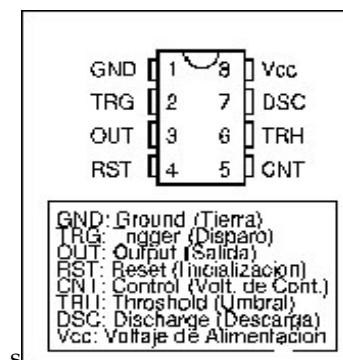 GND 1 8 Vcc
TRG 2 7 DSC
OUT 3 6 TRH
RST 4 5 CNT
GND: Ground (Tierra)
TRG: Trigger (Disparo)
OUT: Output (Salida)
RST: Reset (Inicialización)
CNT: Control (Volt. de Cont.)
TRH: Threshold (Umbral)
DSC: Discharge (Descarga)
Vcc: Voltaje de Alimentación
s